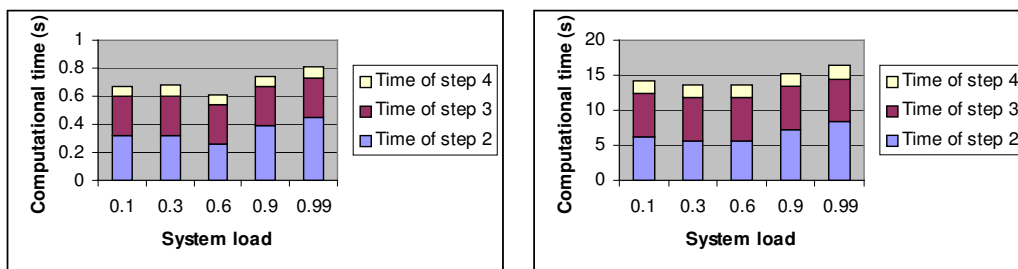 Computational time (s)
1
0.8
0.6
0.4
0.2
0
0.1 0.3 0.6 0.9 0.99
System load
Time of step 4
Time of step 3
Time of step 2
Computational time (s)
20
15
10
5
0
0.1 0.3 0.6 0.9 0.99
System load
Time of step 4
Time of step 3
Time of step 2